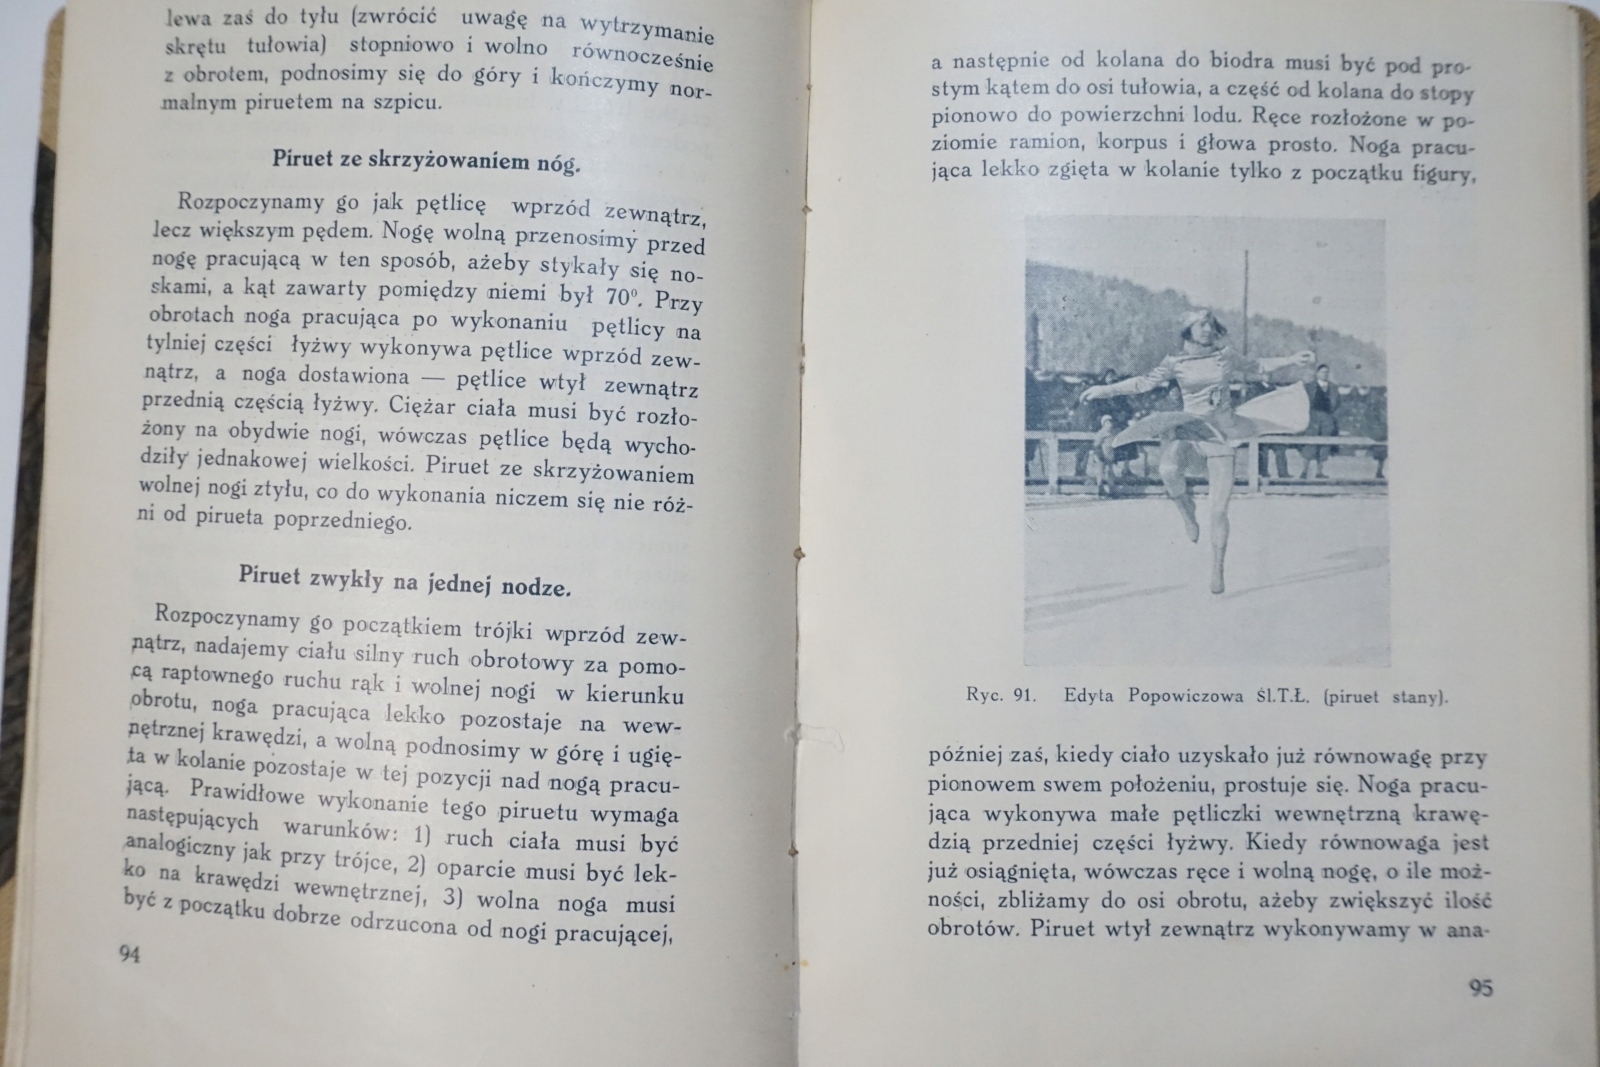 lewa zaś do tyłu (zwrócić uwagę na wytrzymanie
skrętu tułowia) stopniowo i wolno równocześnie
z obrotem, podnosimy się do góry i kończymy nor-
malnym piruetem na szpicu.
Piruet ze skrzyżowaniem nóg.
Rozpoczynamy go jak pętlicę wprzód zewnątrz,
lecz większym pędem. Nogę wolną przenosimy przed
nogę pracującą w ten sposób, ażeby stykały się no-
skami, a kąt zawarty pomiędzy niemi był 70⁰. Przy
obrotach noga pracująca po wykonaniu pętlicy na
tylniej części łyżwy wykonywa pętlice wprzód zew-
nątrz, a noga dostawiona — pętlice wtył zewnątrz
przednią częścią łyżwy. Ciężar ciała musi być rozło-
żony na obydwie nogi, wówczas pętlice będą wycho-
dziły jednakowej wielkości. Piruet ze skrzyżowaniem
wolnej nogi ztyłu, co do wykonania niczem się nie róż-
ni od pirueta poprzedniego.
Piruet zwykły na jednej nodze.
Rozpoczynamy go początkiem trójki wprzód zew-
nątrz, nadajemy ciału silny ruch obrotowy za pomo-
cą raptownego ruchu rąk i wolnej nogi w kierunku
obrotu, noga pracująca lekko pozostaje na wew-
nętrznej krawędzi, a wolną podnosimy w górę i ugię-
ta w kolanie pozostaje w tej pozycji nad nogą pracu-
jącą. Prawidłowe wykonanie tego piruetu wymaga
następujących warunków: 1) ruch ciała musi być
analogiczny jak przy trójce, 2) oparcie musi być lek-
ko na krawędzi wewnętrznej, 3) wolna noga musi
być z początku dobrze odrzucona od nogi pracującej,
94
a następnie od kolana do biodra musi być pod pro-
stym kątem do osi tułowia, a część od kolana do stopy
pionowo do powierzchni lodu. Ręce rozłożone w po-
ziomie ramion, korpus i głowa prosto. Noga pracu-
jąca lekko zgięta w kolanie tylko z początku figury,
Ryc. 91. Edyta Popowiczowa Śl.T.Ł. (piruet stany).
później zaś, kiedy ciało uzyskało już równowagę przy
pionowem swem położeniu, prostuje się. Noga pracu-
jąca wykonywa małe pętliczki wewnętrzną krawę-
dzią przedniej części łyżwy. Kiedy równowaga jest
już osiągnięta, wówczas ręce i wolną nogę, o ile moż-
ności, zbliżamy do osi obrotu, ażeby zwiększyć ilość
obrotów. Piruet wtył zewnątrz wykonywamy w ana-
95